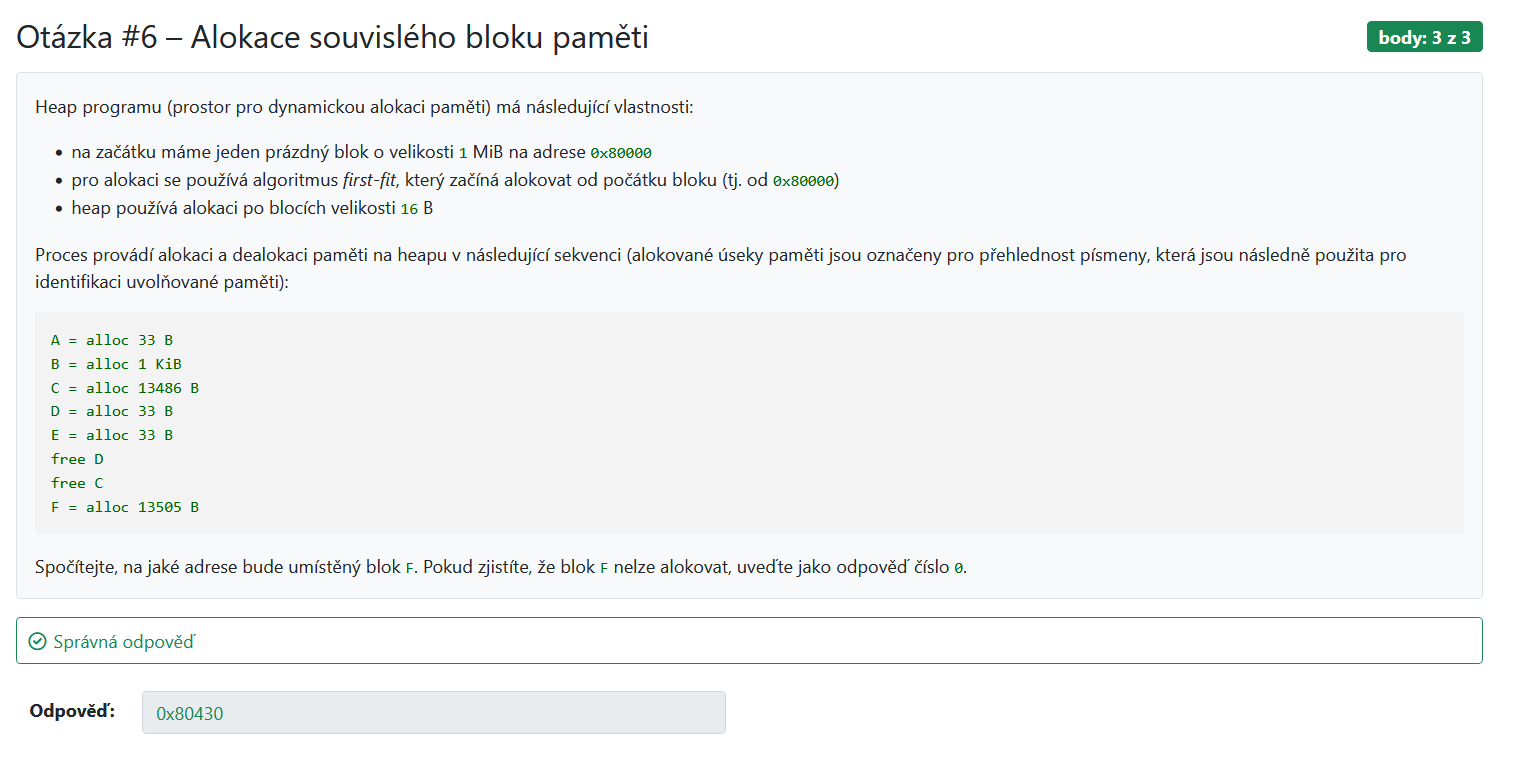 Otázka #6 – Alokace souvislého bloku paměti
body: 3 z 3
Heap programu (prostor pro dynamickou alokaci paměti) má následující vlastnosti:
• na začátku máme jeden prázdný blok o velikosti 1 MiB na adrese 0x80000
• pro alokaci se používá algoritmus first-fit, který začíná alokovat od počátku bloku (tj. od 0x80000)
• heap používá alokaci po blocích velikosti 16 B
Proces provádí alokaci a dealokaci paměti na heapu v následující sekvenci (alokované úseky paměti jsou označeny pro přehlednost písmeny, která jsou následně použita pro
identifikaci uvolňované paměti):
A = alloc 33 B
B = alloc 1 KiB
C = alloc 13486 B
D = alloc 33 B
E = alloc 33 B
free D
free C
F = alloc 13505 B
Spočítejte, na jaké adrese bude umístěný blok F. Pokud zjistíte, že blok F nelze alokovat, uveďte jako odpověď číslo 0.
Správná odpověď
Odpověď:
0x80430